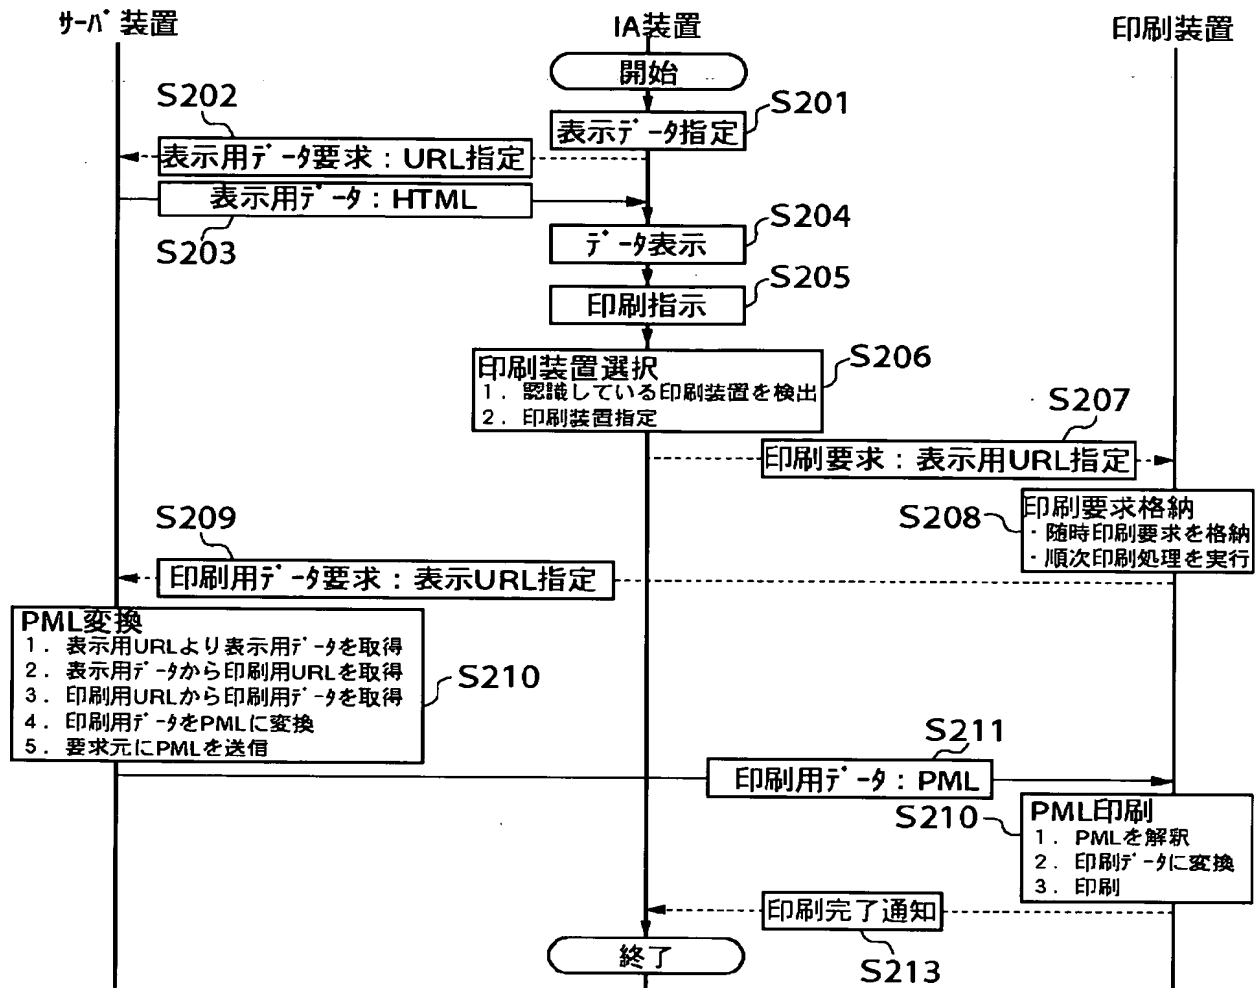 サーバ装置
IA装置
印刷装置
開始
S201
表示データ指定
S202
表示用データ要求：URL指定
表示用データ：HTML
S203
S204
データ表示
S205
印刷指示
S206
印刷装置選択
1．認識している印刷装置を検出
2．印刷装置指定
S207
印刷要求：表示用URL指定
S208
印刷要求格納
・随時印刷要求を格納
・順次印刷処理を実行
S209
印刷用データ要求：表示URL指定
PML変換
1．表示用URLより表示用データを取得
2．表示用データから印刷用URLを取得
3．印刷用URLから印刷用データを取得
4．印刷用データをPMLに変換
5．要求元にPMLを送信
S210
S211
印刷用データ：PML
S210
PML印刷
1．PMLを解釈
2．印刷データに変換
3．印刷
印刷完了通知
S213
終了